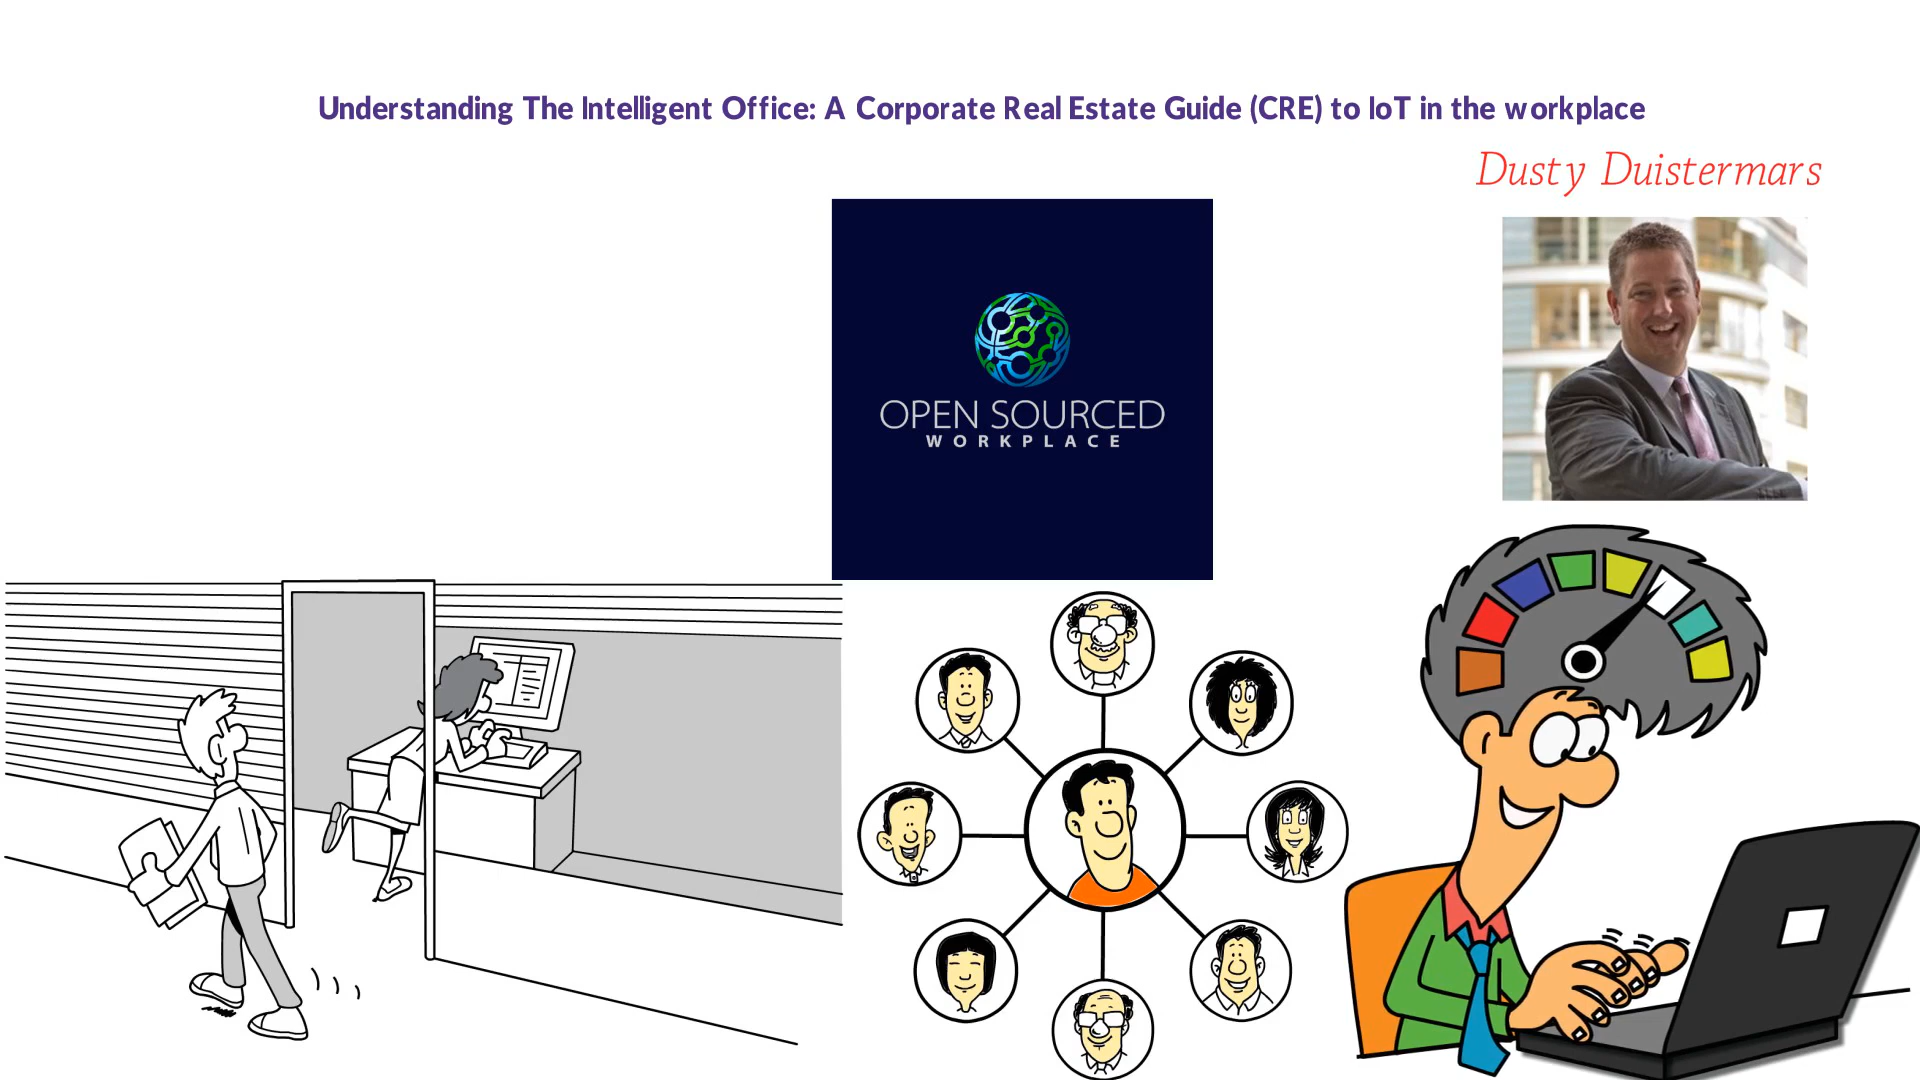 Understanding The Intelligent Office: A Corporate Real Estate Guide (CRE) to IoT in the workplace
Dusty Duistermars
OPEN SOURCED
WORKPLACE